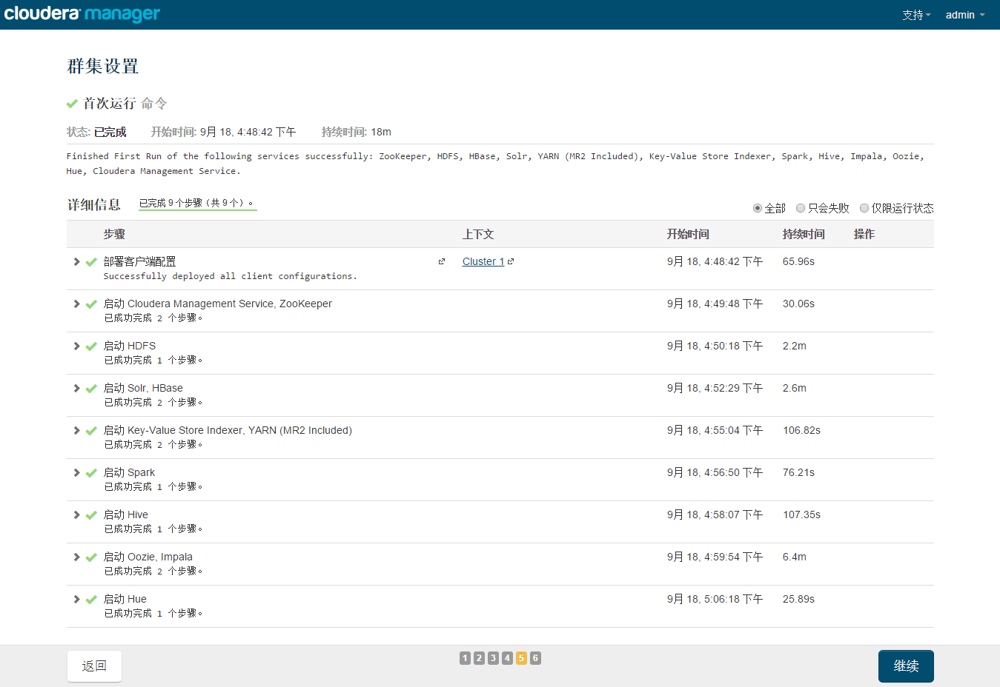 cloudera manager
支持 admin
群集设置
首次运行 命令
状态: 已完成 开始时间: 9月 18, 4:48:42 下午 持续时间: 18m
Finished First Run of the following services successfully: ZooKeeper, HDFS, HBase, Solr, YARN (MR2 Included), Key-Value Store Indexer, Spark, Hive, Impala, Oozie,
Hue, Cloudera Management Service.
详细信息 已完成 9 个步骤（共 9 个）。
全部 只会失败 仅限运行状态
步骤 上下文 开始时间 持续时间 操作
部署客户端配置 Cluster 1 9月 18, 4:48:42 下午 65.96s
Successfully deployed all client configurations.
启动 Cloudera Management Service, ZooKeeper 9月 18, 4:49:48 下午 30.06s
已成功完成 2 个步骤。
启动 HDFS 9月 18, 4:50:18 下午 2.2m
已成功完成 1 个步骤。
启动 Solr, HBase 9月 18, 4:52:29 下午 2.6m
已成功完成 2 个步骤。
启动 Key-Value Store Indexer, YARN (MR2 Included) 9月 18, 4:55:04 下午 106.82s
已成功完成 2 个步骤。
启动 Spark 9月 18, 4:56:50 下午 76.21s
已成功完成 1 个步骤。
启动 Hive 9月 18, 4:58:07 下午 107.35s
已成功完成 1 个步骤。
启动 Oozie, Impala 9月 18, 4:59:54 下午 6.4m
已成功完成 2 个步骤。
启动 Hue 9月 18, 5:06:18 下午 25.89s
已成功完成 1 个步骤。
返回 1 2 3 4 5 6 继续